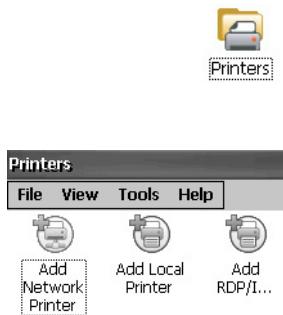 Printers
Printers
File View Tools Help
Add Network Printer
Add Local Printer
Add RDP/I...